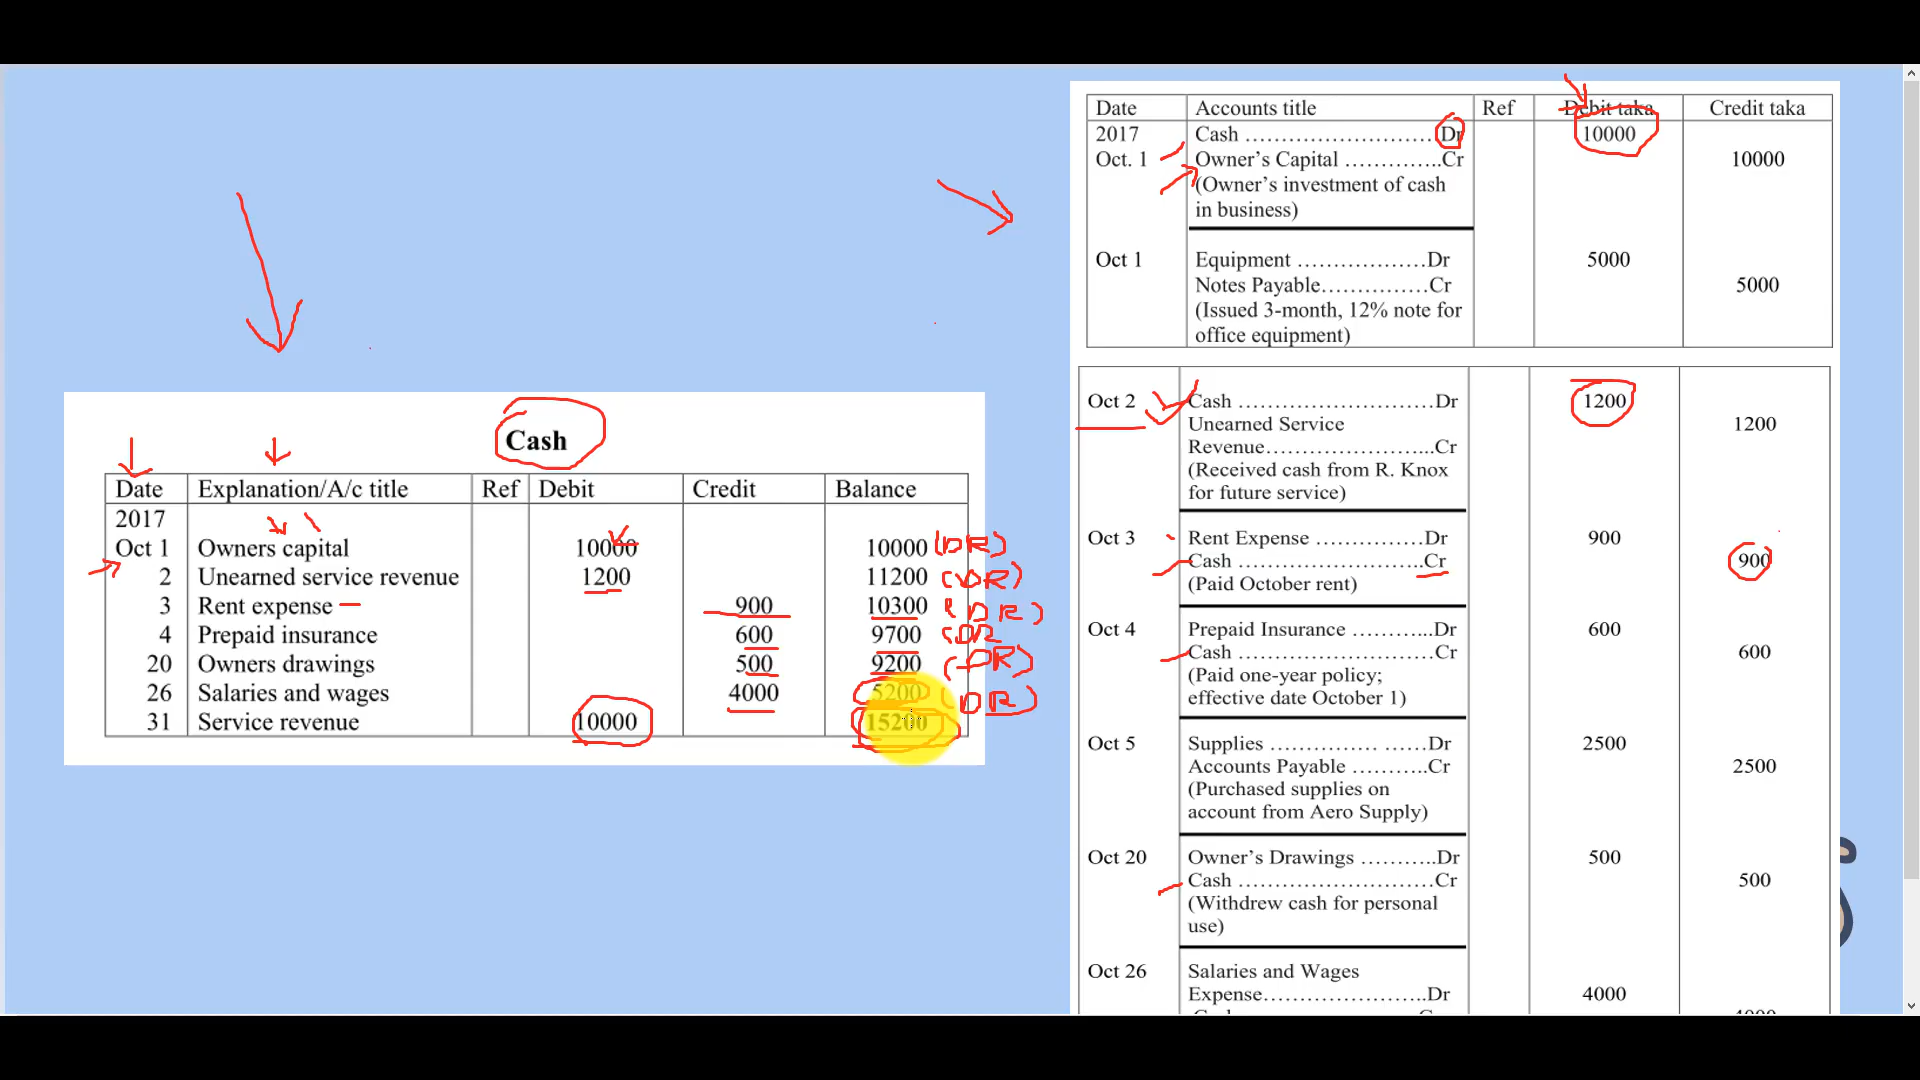 Cash
Date Explanation/A/c title Ref Debit Credit Balance
2017
Oct 1 Owners capital 10000 10000 (DR)
2 Unearned service revenue 1200 11200 (DR)
3 Rent expense 900 10300 (DR)
4 Prepaid insurance 600 9700 (DR
20 Owners drawings 500 9200 (DR)
26 Salaries and wages 4000 5200 (DR)
31 Service revenue 10000 15200
Date Accounts title Ref Debit taka Credit taka
2017 Cash ……………………….Dr 10000
Oct. 1 Owner’s Capital …………..Cr 10000
(Owner’s investment of cash
in business)
Oct 1 Equipment ………………Dr 5000
Notes Payable……………Cr 5000
(Issued 3-month, 12% note for
office equipment)
Oct 2 Cash ……………………….Dr 1200
Unearned Service 1200
Revenue…………………...Cr
(Received cash from R. Knox
for future service)
Oct 3 Rent Expense ……………Dr 900
Cash ……………………..Cr 900
(Paid October rent)
Oct 4 Prepaid Insurance ………...Dr 600
Cash ……………………….Cr 600
(Paid one-year policy;
effective date October 1)
Oct 5 Supplies …………… ……Dr 2500
Accounts Payable ………..Cr 2500
(Purchased supplies on
account from Aero Supply)
Oct 20 Owner’s Drawings ………..Dr 500
Cash ……………………….Cr 500
(Withdrew cash for personal
use)
Oct 26 Salaries and Wages
Expense…………………..Dr 4000